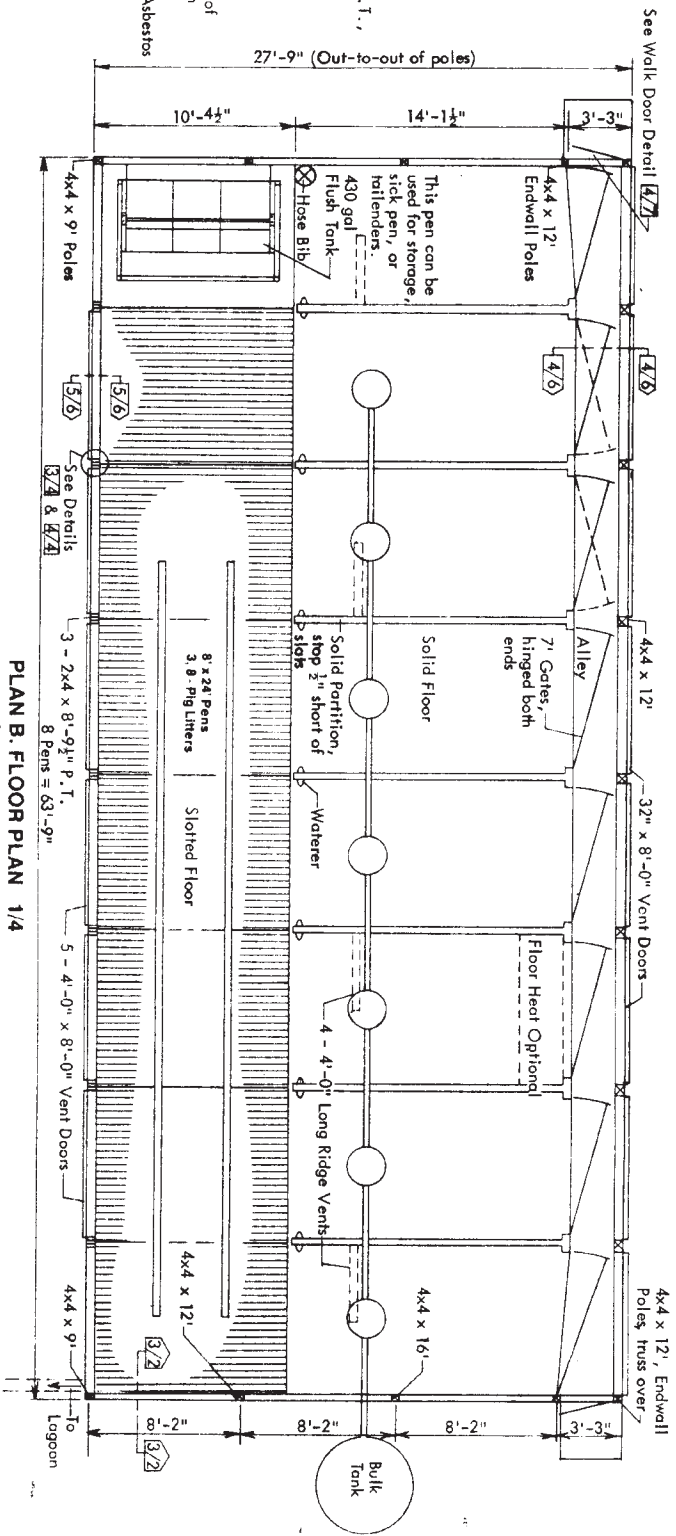 See Walk Door Detail 4/7
27'-9" (Out-to-out of poles)
10'-4½"
14'-1½"
3'-3"
P.T.,
of
Asbestos
4x4 x 9' Poles
Hose Bib
430 gal
Flush Tank
This pen can be
used for storage,
sick pen, or
tailenders.
4x4 x 12'
Endwall Poles
4/6
4/6
5/6
5/6
See Details
3/4 & 4/4
3 - 2x4 x 8'-9½" P.T.
8 Pens = 63'-9"
8' x 24' Pens
3, 8-Pig Litters
Slotted Floor
Solid Partition,
stop ½" short of
slats
Solid Floor
7' Gates,
hinged both
ends
Alley
4x4 x 12'
Waterer
32" x 8'-0" Vent Doors
Floor Heat Optional
4 - 4'-0" Long Ridge Vents
5 - 4'-0" x 8'-0" Vent Doors
4x4 x 12'
4x4 x 16'
4x4 x 12', Endwall
Poles, truss over
4x4 x 9'
3/2
3/2
To
Lagoon
8'-2"
8'-2"
8'-2"
3'-3"
Bulk
Tank
PLAN B. FLOOR PLAN 1/4